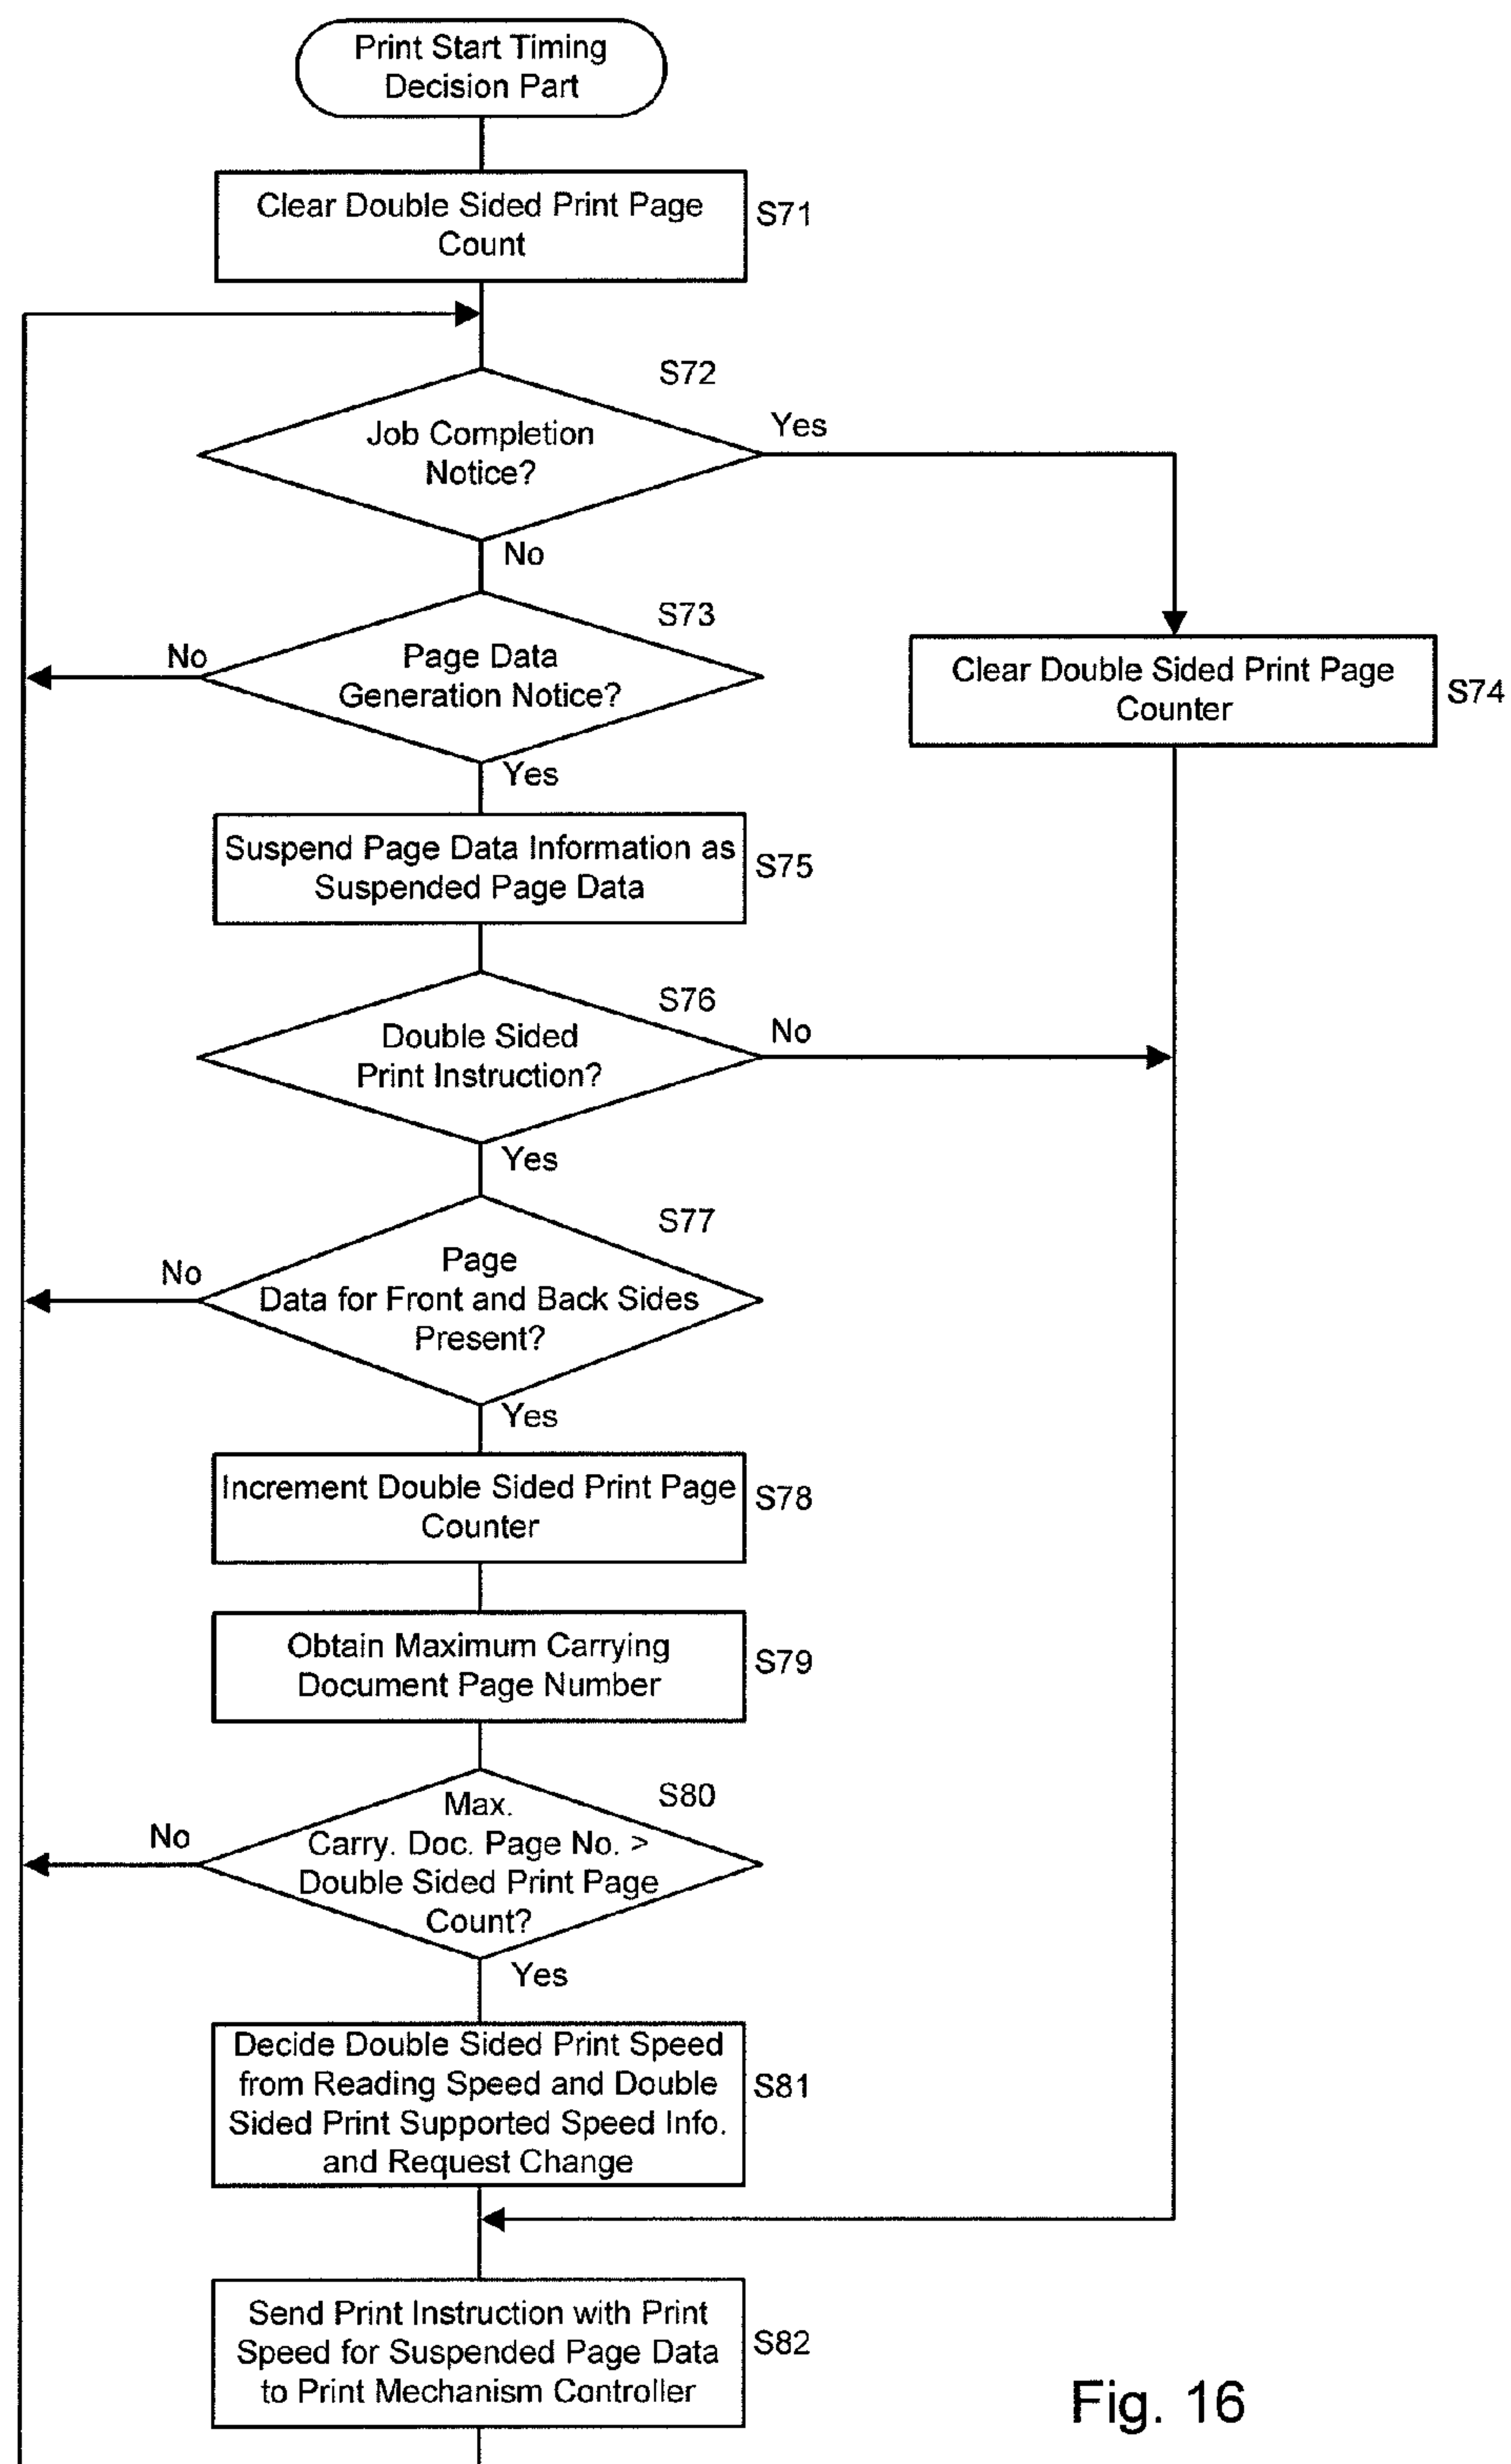 Print Start Timing
Decision Part
Clear Double Sided Print Page
Count
S71
S72
Job Completion
Notice?
Yes
No
S73
Page Data
Generation Notice?
No
Yes
Clear Double Sided Print Page
Counter
S74
Suspend Page Data Information as
Suspended Page Data
S75
S76
Double Sided
Print Instruction?
No
Yes
S77
Page
Data for Front and Back Sides
Present?
No
Yes
Increment Double Sided Print Page
Counter
S78
Obtain Maximum Carrying
Document Page Number
S79
S80
Max.
Carry. Doc. Page No. >
Double Sided Print Page
Count?
No
Yes
Decide Double Sided Print Speed
from Reading Speed and Double
Sided Print Supported Speed Info.
and Request Change
S81
Send Print Instruction with Print
Speed for Suspended Page Data
to Print Mechanism Controller
S82
Fig. 16